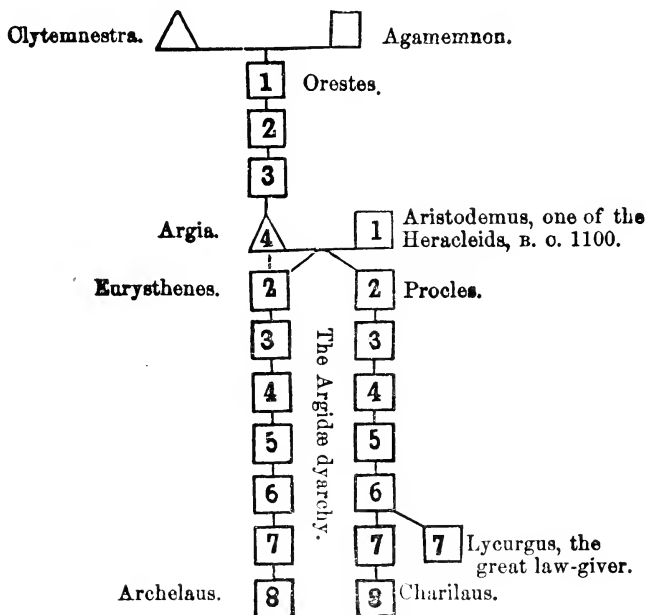 Clytemnestra. Agamemnon.
1 Orestes.
2
3
Argia. 4 1 Aristodemus, one of the
Heracleids, B. C. 1100.
Eurysthenes. 2 2 Procles.
3 3
4 4
5 5
6 6
The Argidæ dyarchy.
7 7 7 Lycurgus, the
great law-giver.
Archelaus. 8 8 Charilaus.